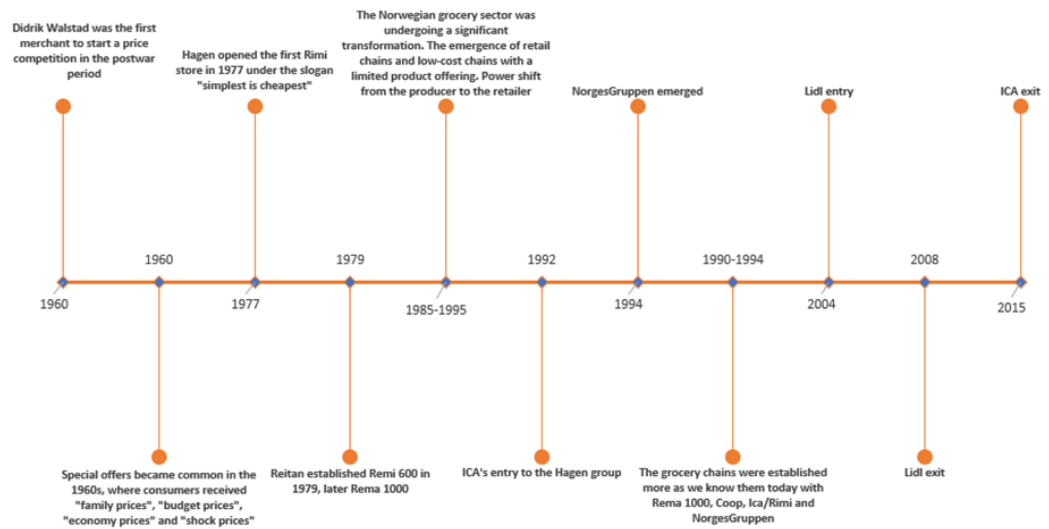 Didrik Walstad was the first
merchant to start a price
competition in the postwar
period
Hagen opened the first Rimi
store in 1977 under the slogan
"simplest is cheapest"
The Norwegian grocery sector was
undergoing a significant
transformation. The emergence of retail
chains and low-cost chains with a
limited product offering. Power shift
from the producer to the retailer
NorgesGruppen emerged
Lidl entry
ICA exit
1960
1979
1992
1990-1994
2008
1960
1977
1985-1995
1994
2004
2015
Special offers became common in the
1960s, where consumers received
"family prices", "budget prices",
"economy prices" and "shock prices"
Reitan established Remi 600 in
1979, later Rema 1000
ICA's entry to the Hagen group
The grocery chains were established
more as we know them today with
Rema 1000, Coop, Ica/Rimi and
NorgesGruppen
Lidl exit